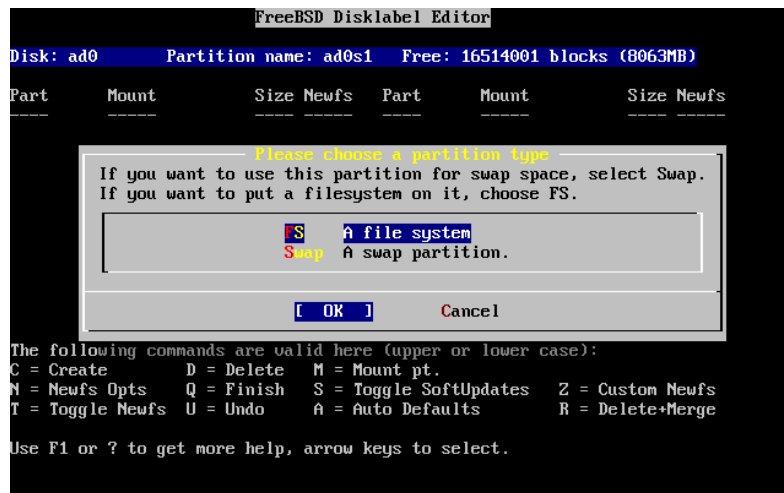 FreeBSD Disklabel Editor
Disk: ad0 Partition name: ad0s1 Free: 16514001 blocks (8063MB)
Part Mount Size Newfs Part Mount Size Newfs
---- ----- ---- ----- ---- ----- ---- -----
Please choose a partition type
If you want to use this partition for swap space, select Swap.
If you want to put a filesystem on it, choose FS.
FS A file system
Swap A swap partition.
[ OK ] Cancel
The following commands are valid here (upper or lower case):
C = Create D = Delete M = Mount pt.
N = Newfs Opts Q = Finish S = Toggle SoftUpdates Z = Custom Newfs
T = Toggle Newfs U = Undo A = Auto Defaults R = Delete+Merge
Use F1 or ? to get more help, arrow keys to select.